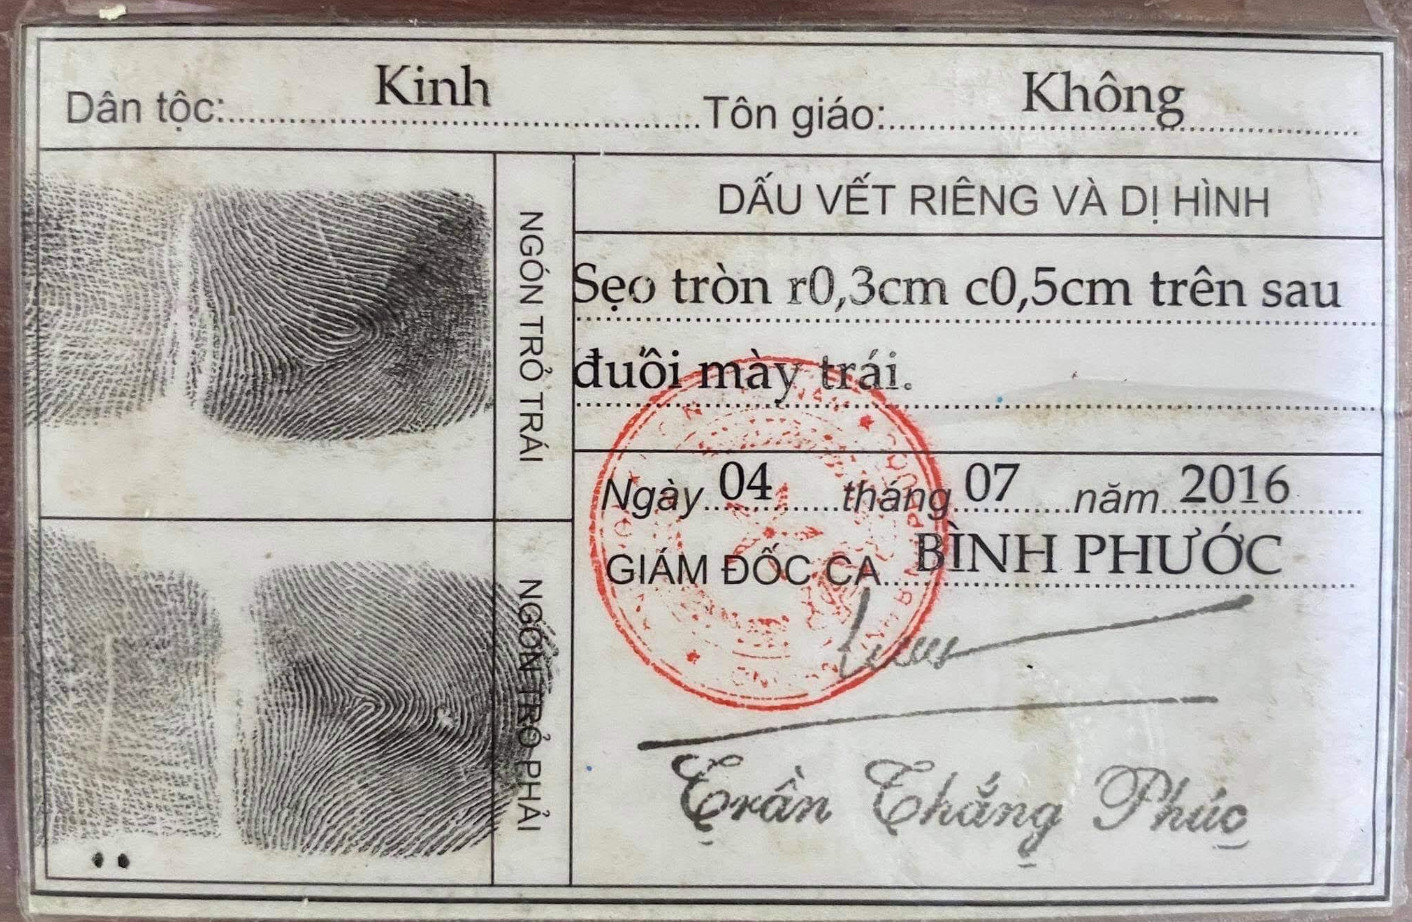 Dân tộc: Kinh Tôn giáo: Không
NGÓN TRỎ TRÁI
NGÓN TRỎ PHẢI
DẤU VẾT RIÊNG VÀ DỊ HÌNH
Sẹo tròn r0,3cm c0,5cm trên sau
đuôi mày trái.
Ngày 04 tháng 07 năm 2016
GIÁM ĐỐC CA BÌNH PHƯỚC
Trần Thắng Phúc